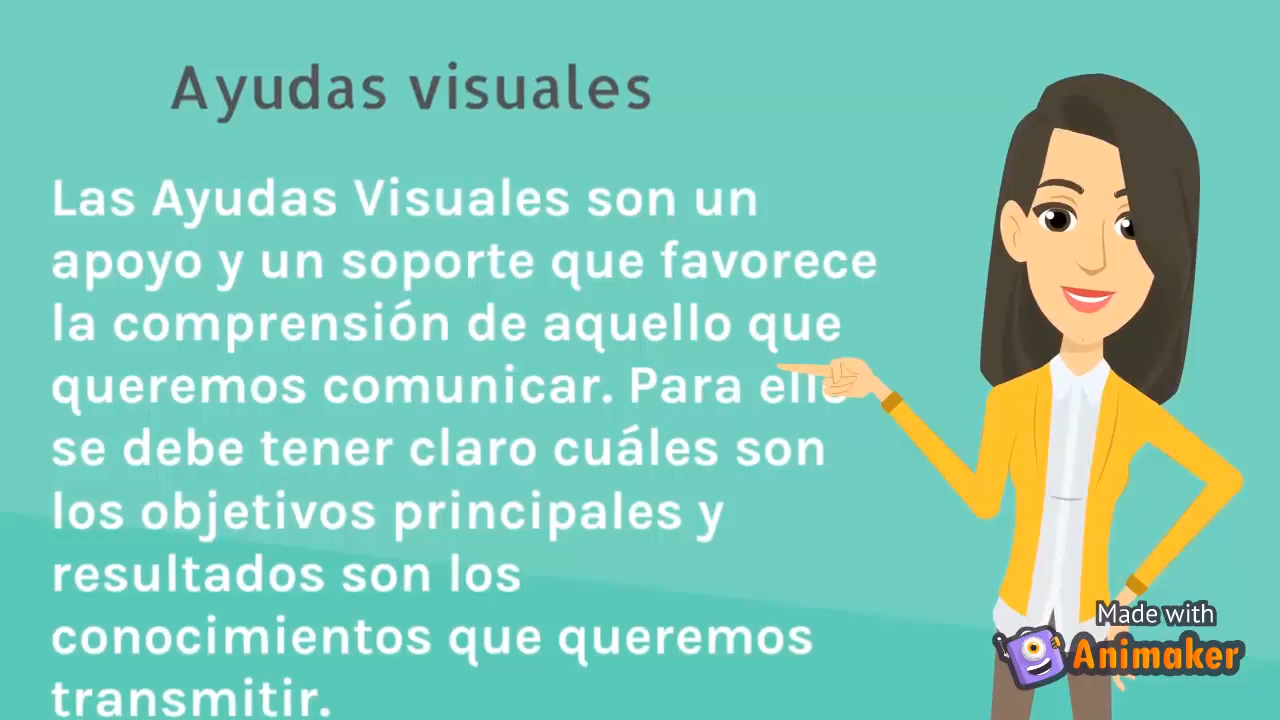 Ayudas visuales
Las Ayudas Visuales son un
apoyo y un soporte que favorece
la comprensión de aquello que
queremos comunicar. Para ello
se debe tener claro cuáles son
los objetivos principales y
resultados son los
conocimientos que queremos
transmitir.
Made with
Animaker